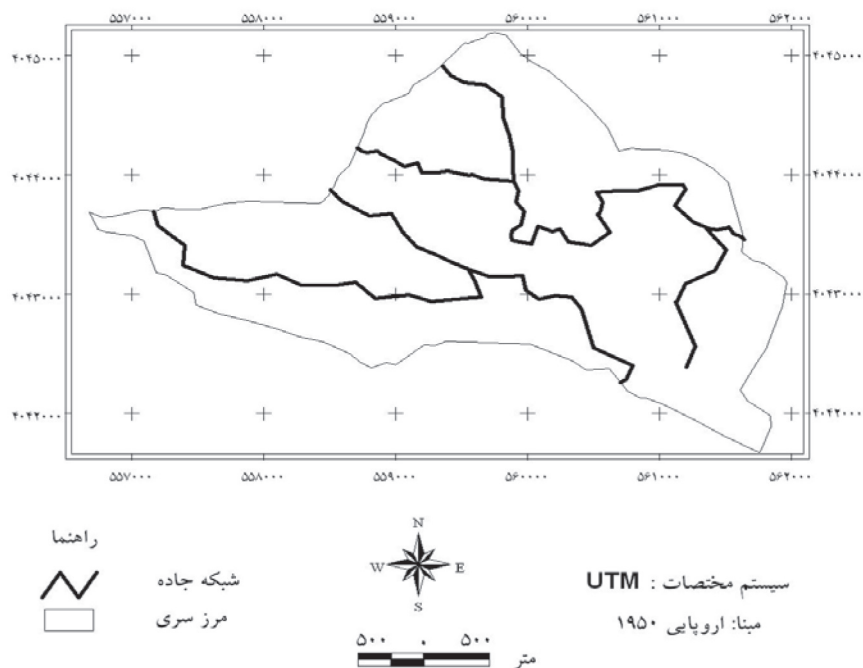 ۵۵۷۰۰۰ ۵۵۸۰۰۰ ۵۵۹۰۰۰ ۵۶۰۰۰۰ ۵۶۱۰۰۰ ۵۶۲۰۰۰
۴۰۴۵۰۰۰ ۴۰۴۵۰۰۰
۴۰۴۴۰۰۰ ۴۰۴۴۰۰۰
۴۰۴۳۰۰۰ ۴۰۴۳۰۰۰
۴۰۴۲۰۰۰ ۴۰۴۲۰۰۰
۵۵۷۰۰۰ ۵۵۸۰۰۰ ۵۵۹۰۰۰ ۵۶۰۰۰۰ ۵۶۱۰۰۰ ۵۶۲۰۰۰
راهنما
شبکه جاده
مرز سری
N
W E
S
۵۰۰ ۰ ۵۰۰
متر
سیستم مختصات : UTM
مبنا: اروپایی ۱۹۵۰